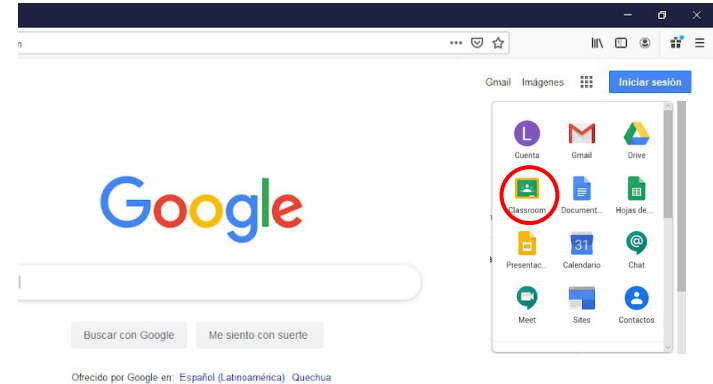 Gmail Imágenes Iniciar sesión
L
Cuenta Gmail Drive
Classroom Document... Hojas de ...
31
Presentac... Calendario Chat
Meet Sites Contactos
Google
Buscar con Google Me siento con suerte
Ofrecido por Google en: Español (Latinoamérica) Quechua